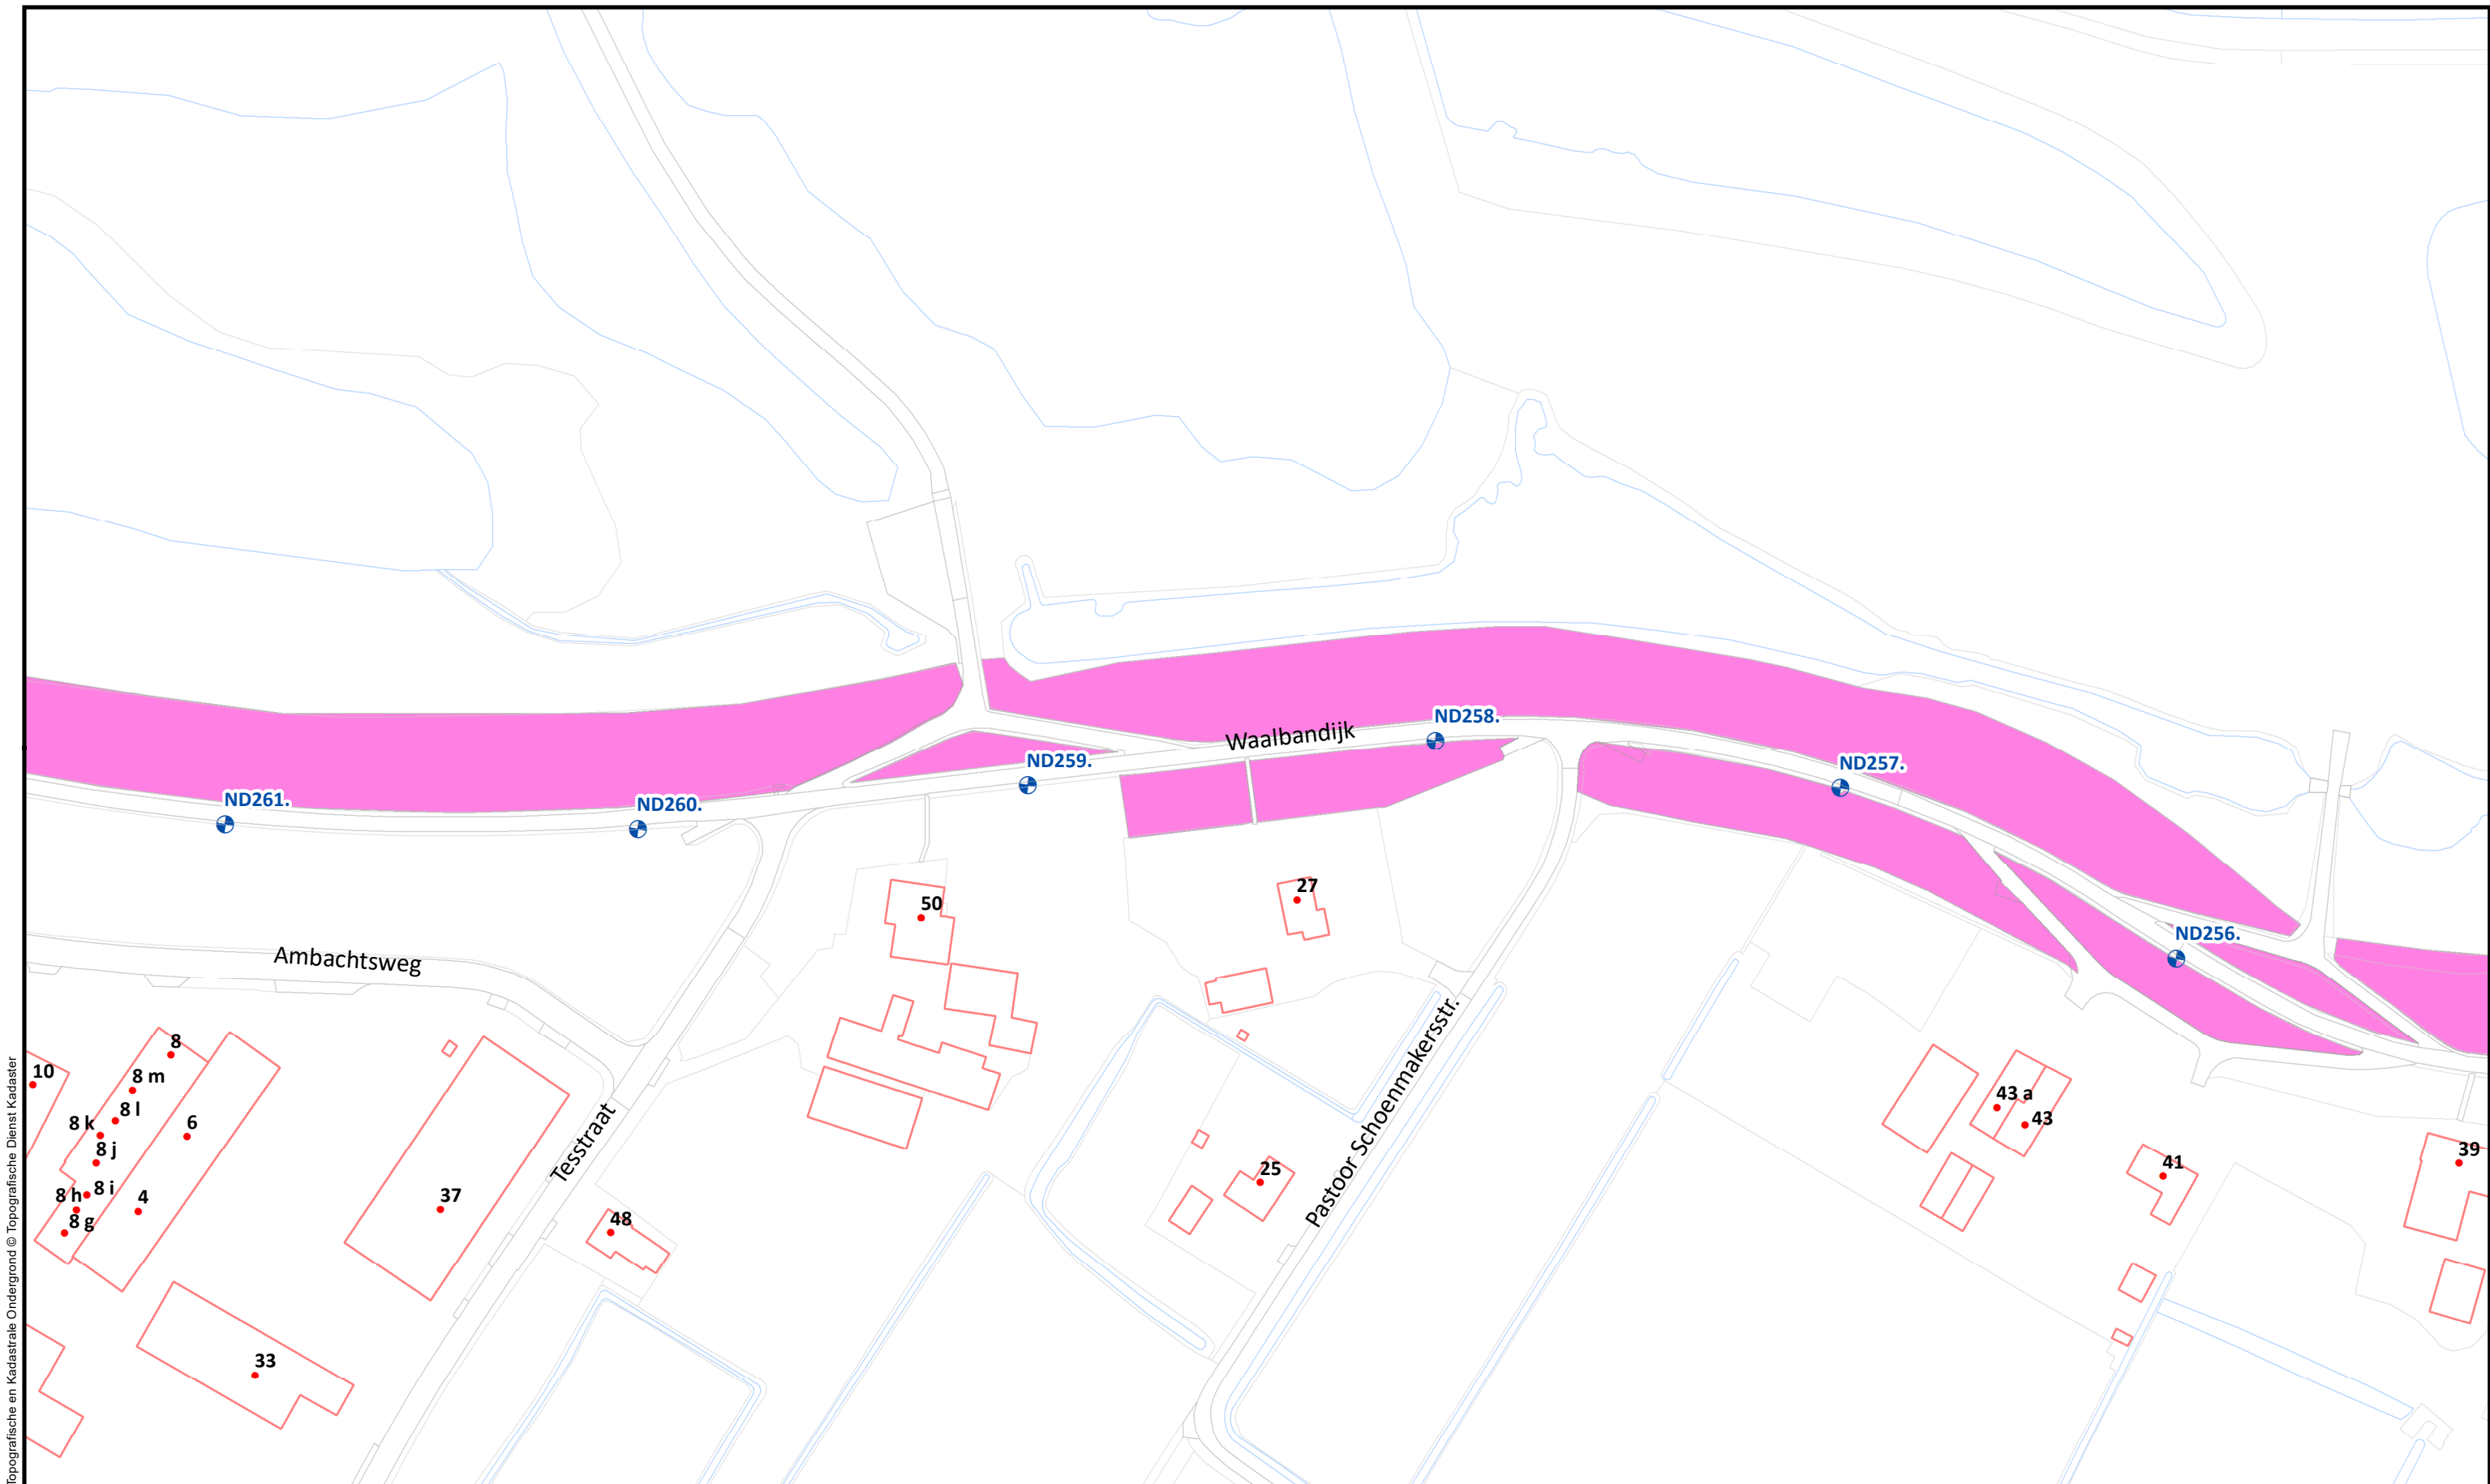 ND258.
Waalbandijk
ND259.
ND257.
ND261.
ND260.
50
27
ND256.
Ambachtsweg
8
10
8 m
8 l
8 k
6
8 j
8 i
8 h
4
8 g
37
Tesstraat
48
25
Pastoor Schoenmakersstr.
43 a
43
41
39
33
Topografische en Kadastrale Ondergrond © Topografische Dienst Kadaster